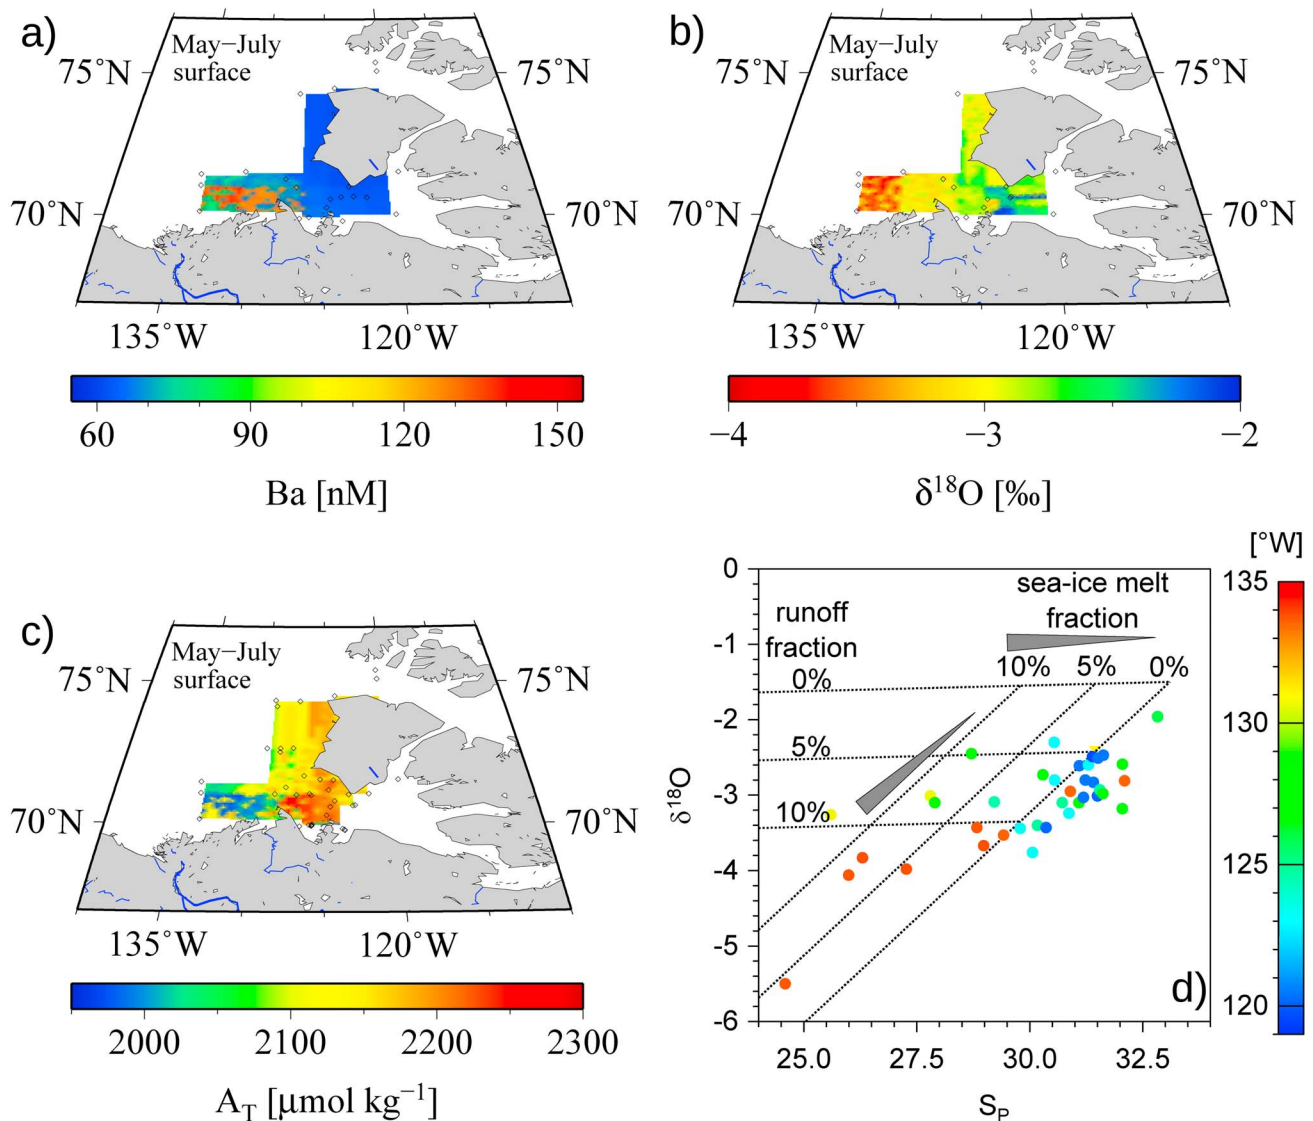 a)
May−July
surface
75°N
75°N
70°N
70°N
135°W
120°W
60
90
120
150
Ba [nM]
b)
May−July
surface
75°N
75°N
70°N
70°N
135°W
120°W
−4
−3
−2
δ18O [‰]
c)
May−July
surface
75°N
75°N
70°N
70°N
135°W
120°W
2000
2100
2200
2300
AT [μmol kg−1]
[°W]
0
-1
-2
-3
-4
-5
-6
δ18O
runoff
fraction
0%
5%
10%
sea-ice melt
fraction
10%
5%
0%
d)
25.0
27.5
30.0
32.5
SP
135
130
125
120